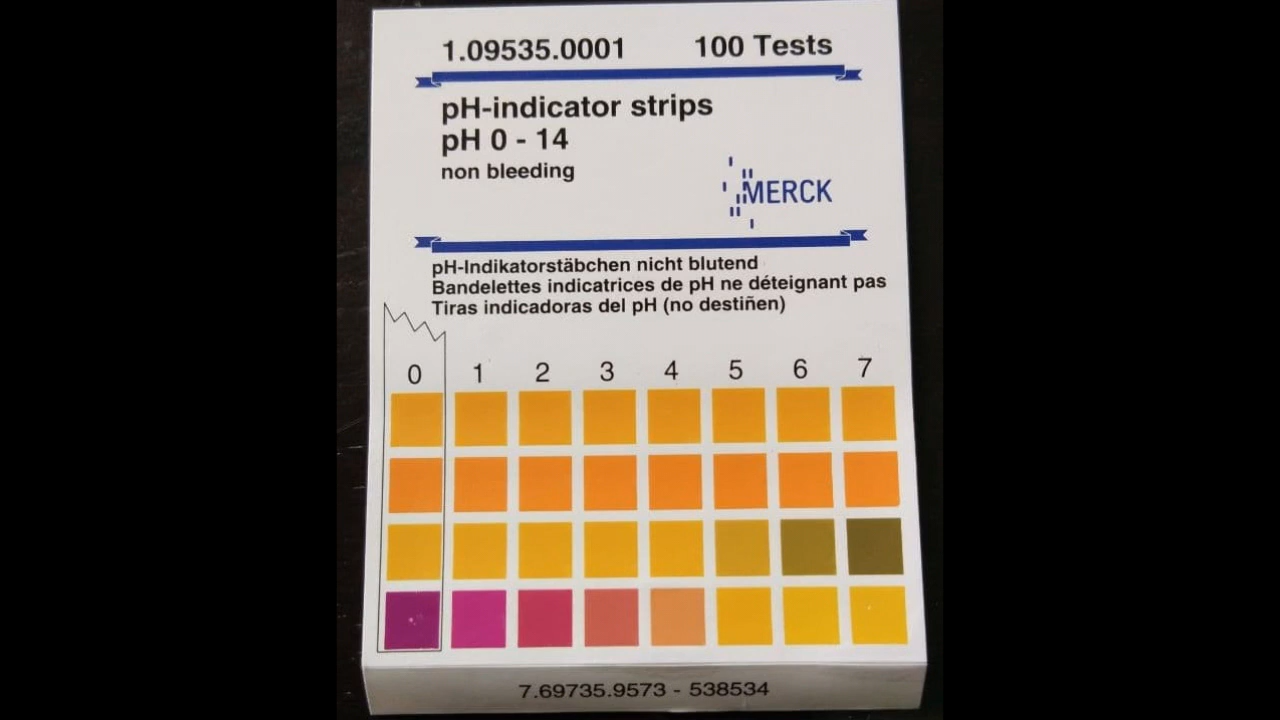 1.09535.0001 100 Tests
pH-indicator strips
pH 0 - 14
non bleeding
MERCK
pH-Indikatorstäbchen nicht blutend
Bandelettes indicatrices de pH ne déteignant pas
Tiras indicadoras del pH (no destiñen)
0 1 2 3 4 5 6 7
7.69735.9573 - 538534